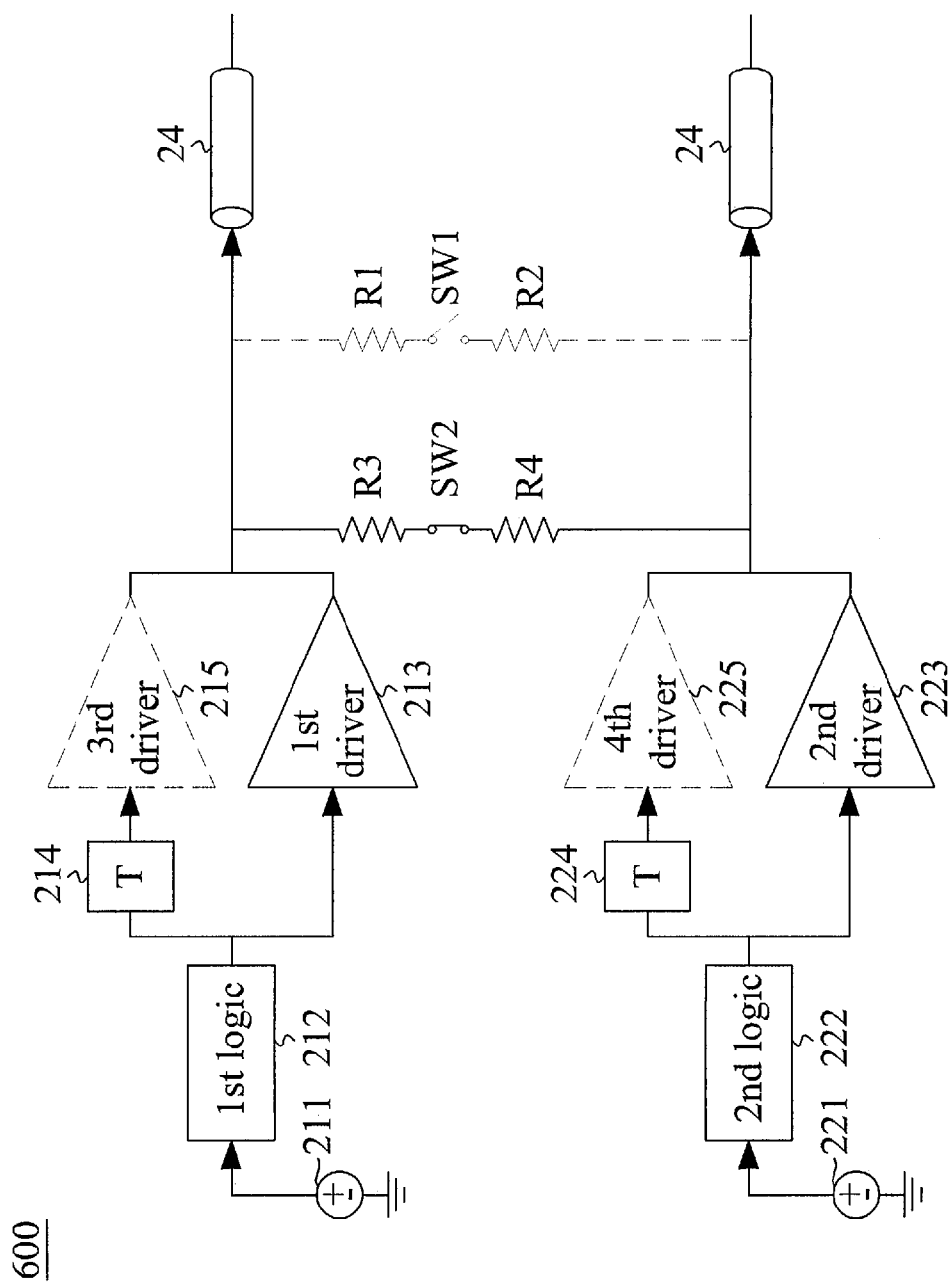 600
211
+
-
1st logic
212
214
T
3rd
driver
215
1st
driver
213
R3
SW2
R4
R1
SW1
R2
24
221
+
-
2nd logic
222
224
T
4th
driver
225
2nd
driver
223
24